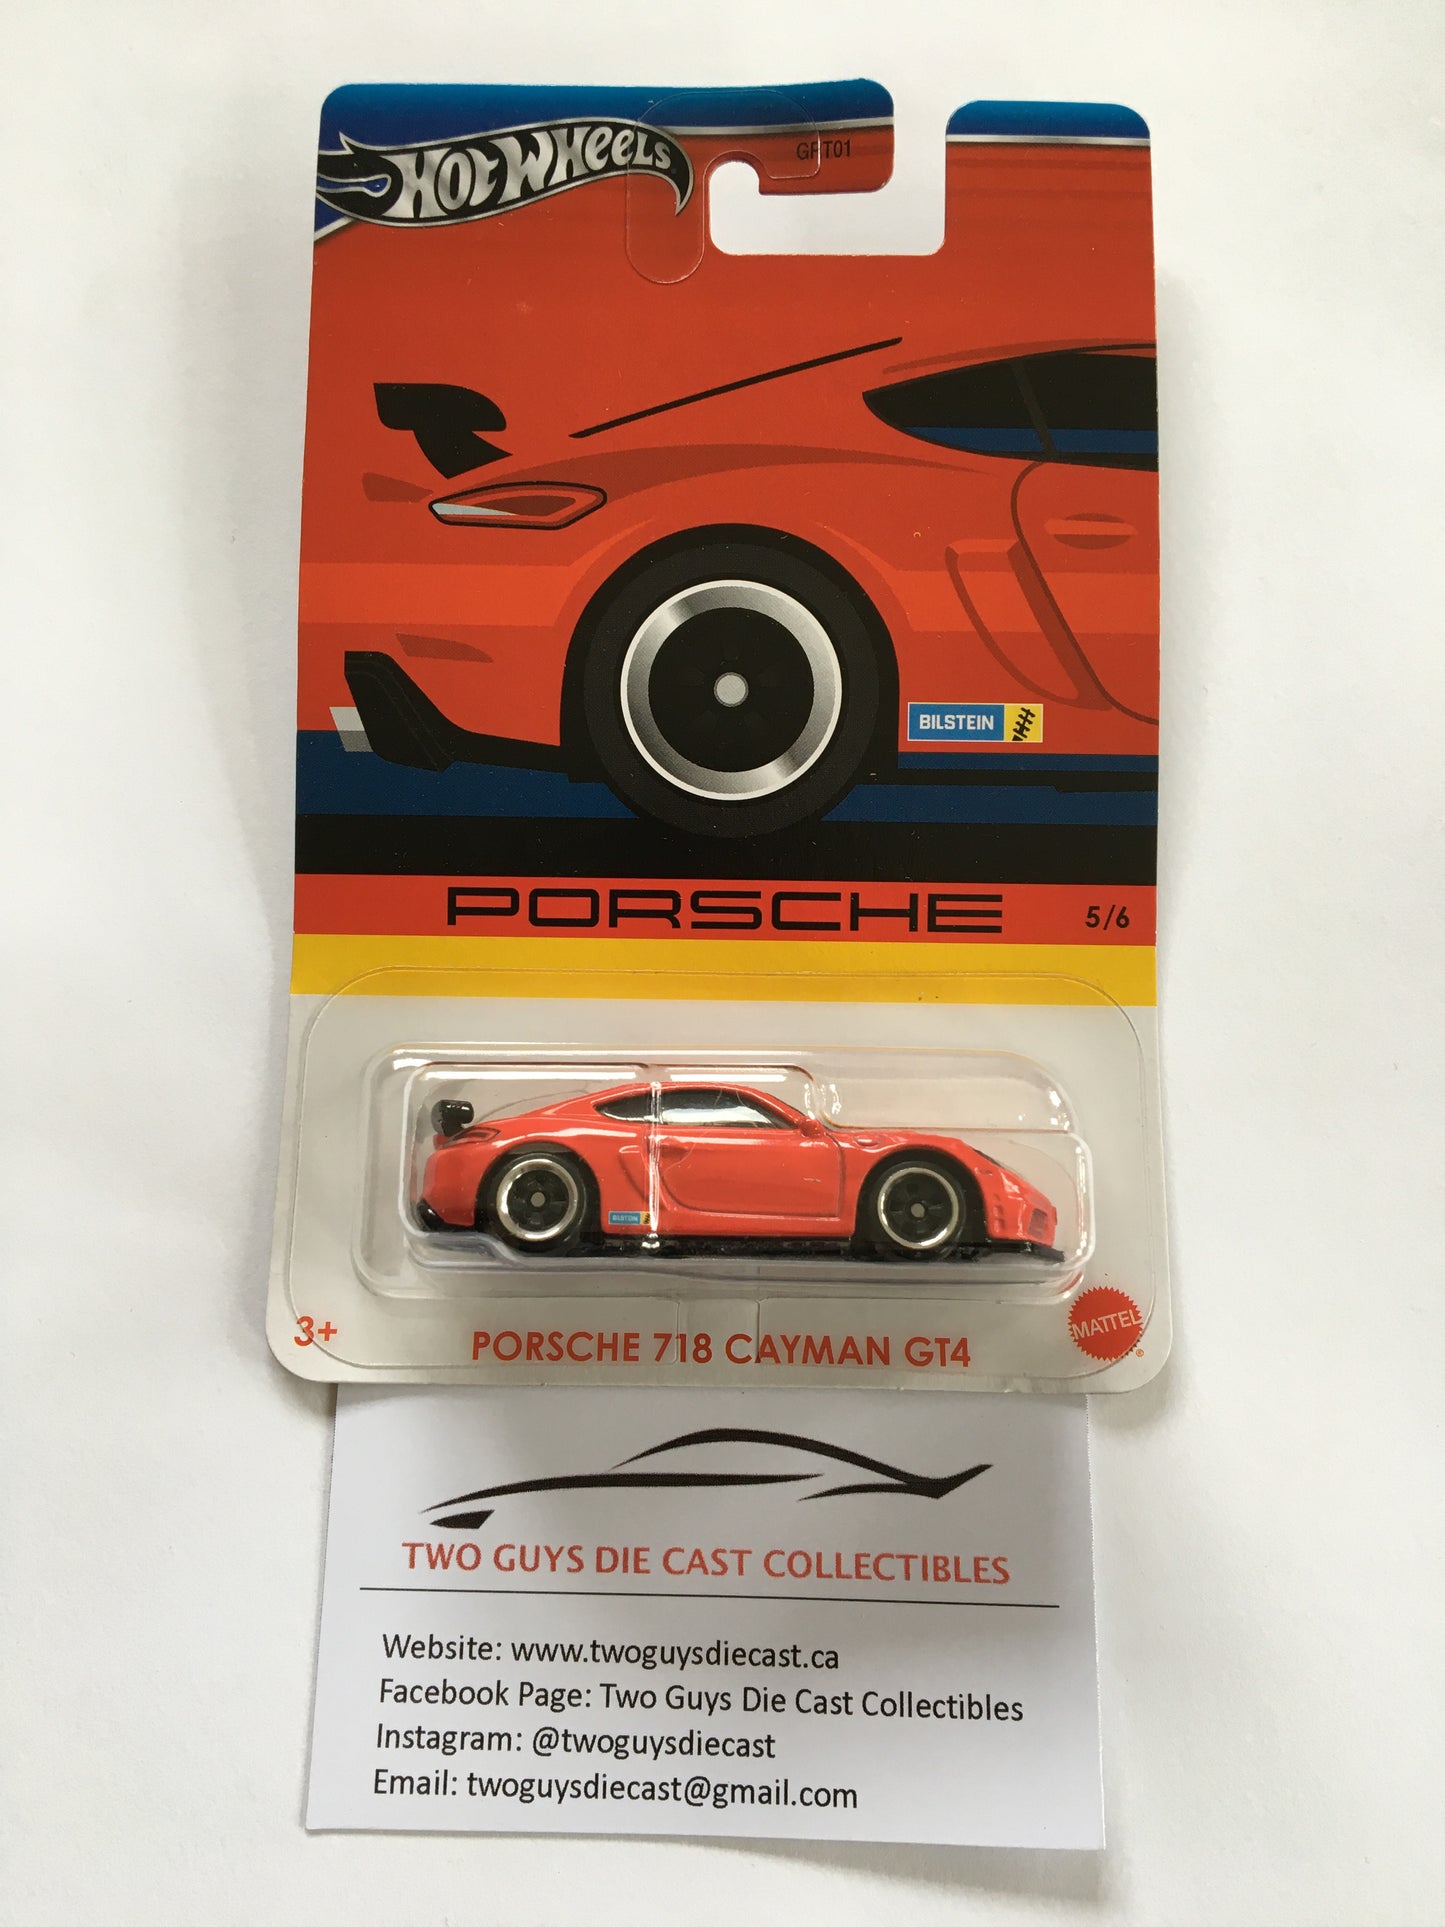 HOT WHEELS
GRT01
BILSTEIN
PORSCHE
5/6
BILSTEIN
3+
PORSCHE 718 CAYMAN GT4
MATTEL
TWO GUYS DIE CAST COLLECTIBLES
Website: www.twoguysdiecast.ca
Facebook Page: Two Guys Die Cast Collectibles
Instagram: @twoguysdiecast
Email: twoguysdiecast@gmail.com